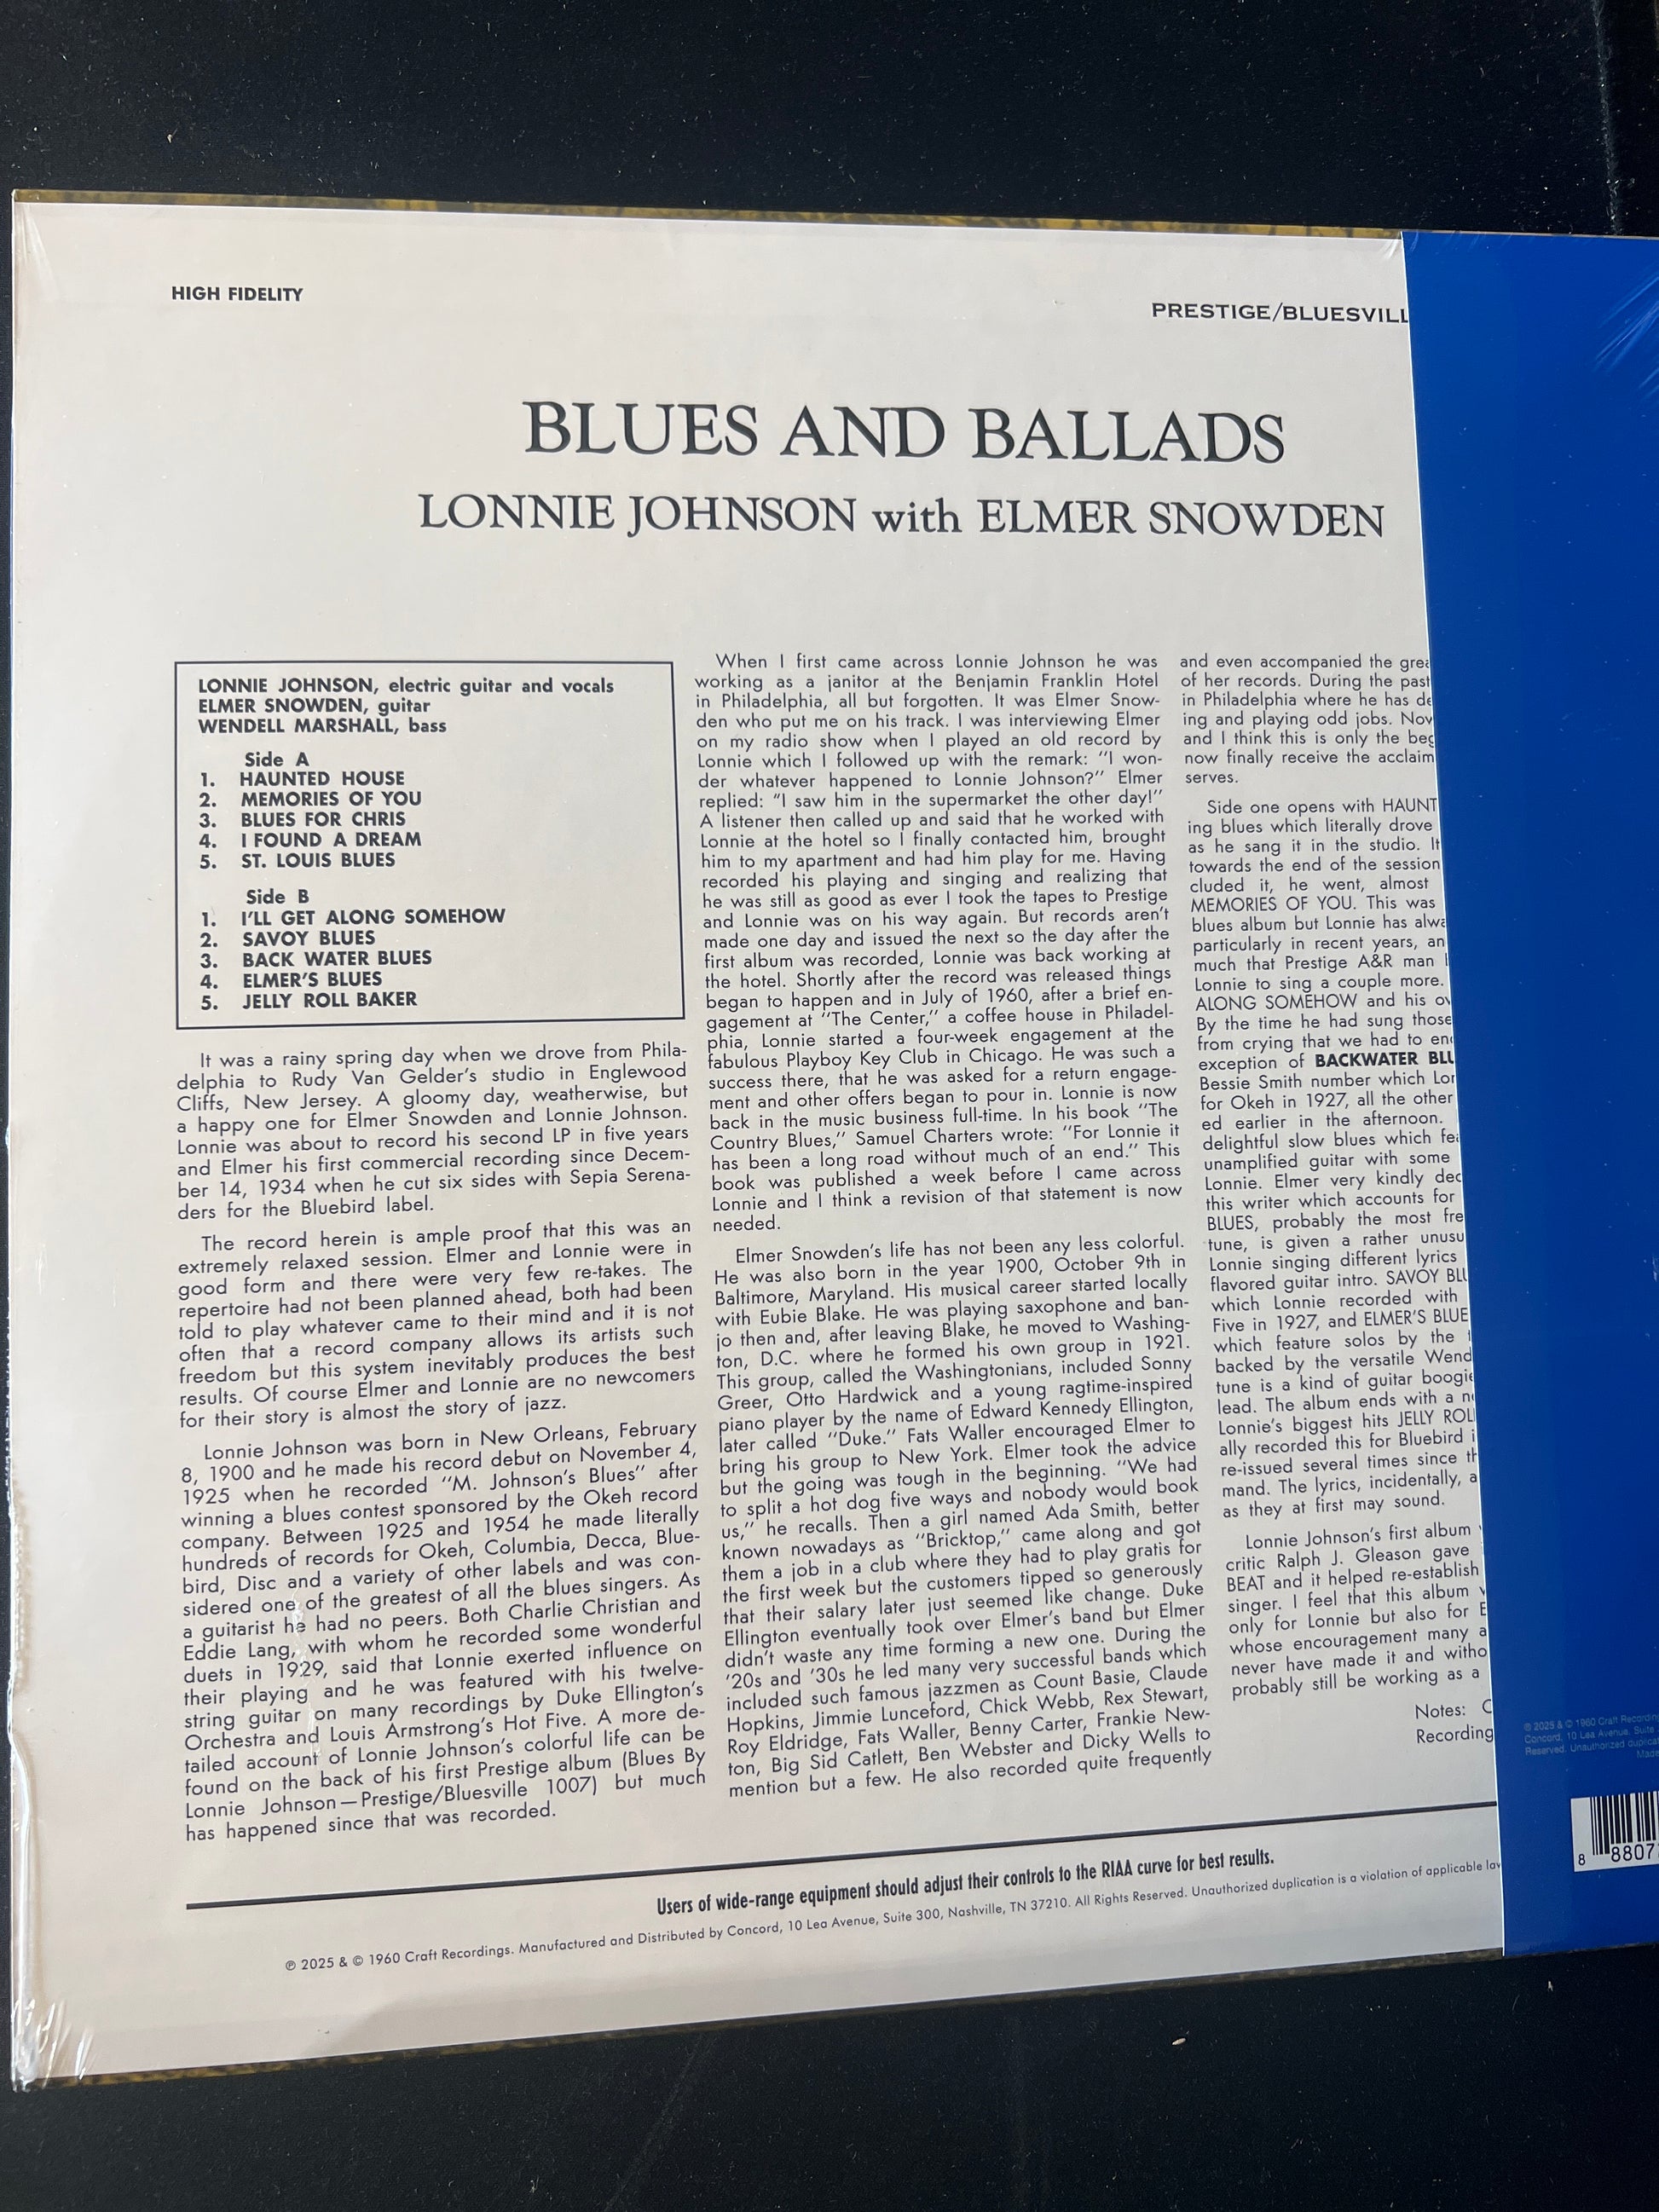 HIGH FIDELITY
PRESTIGE/BLUESVILL
BLUES AND BALLADS
LONNIE JOHNSON with ELMER SNOWDEN
LONNIE JOHNSON, electric guitar and vocals
ELMER SNOWDEN, guitar
WENDELL MARSHALL, bass
Side A
1. HAUNTED HOUSE
2. MEMORIES OF YOU
3. BLUES FOR CHRIS
4. I FOUND A DREAM
5. ST. LOUIS BLUES
Side B
1. I'LL GET ALONG SOMEHOW
2. SAVOY BLUES
3. BACK WATER BLUES
4. ELMER'S BLUES
5. JELLY ROLL BAKER
It was a rainy spring day when we drove from Phila-
delphia to Rudy Van Gelder's studio in Englewood
Cliffs, New Jersey. A gloomy day, weatherwise, but
a happy one for Elmer Snowden and Lonnie Johnson.
Lonnie was about to record his second LP in five years
and Elmer his first commercial recording since Decem-
ber 14, 1934 when he cut six sides with Sepia Serena-
ders for the Bluebird label.
The record herein is ample proof that this was an
extremely relaxed session. Elmer and Lonnie were in
good form and there were very few re-takes. The
repertoire had not been planned ahead, both had been
told to play whatever came to their mind and it is not
often that a record company allows its artists such
freedom but this system inevitably produces the best
results. Of course Elmer and Lonnie are no newcomers
for their story is almost the story of jazz.
Lonnie Johnson was born in New Orleans, February
8, 1900 and he made his record debut on November 4,
1925 when he recorded "M. Johnson's Blues" after
winning a blues contest sponsored by the Okeh record
company. Between 1925 and 1954 he made literally
hundreds of records for Okeh, Columbia, Decca, Blue-
bird, Disc and a variety of other labels and was con-
sidered one of the greatest of all the blues singers. As
a guitarist he had no peers. Both Charlie Christian and
Eddie Lang, with whom he recorded some wonderful
duets in 1929, said that Lonnie exerted influence on
their playing and he was featured with his twelve-
string guitar on many recordings by Duke Ellington's
Orchestra and Louis Armstrong's Hot Five. A more de-
tailed account of Lonnie Johnson's colorful life can be
found on the back of his first Prestige album (Blues By
Lonnie Johnson—Prestige/Bluesville 1007) but much
has happened since that was recorded.
When I first came across Lonnie Johnson he was
working as a janitor at the Benjamin Franklin Hotel
in Philadelphia, all but forgotten. It was Elmer Snow-
den who put me on his track. I was interviewing Elmer
on my radio show when I played an old record by
Lonnie which I followed up with the remark: "I won-
der whatever happened to Lonnie Johnson?" Elmer
replied: "I saw him in the supermarket the other day!"
A listener then called up and said that he worked with
Lonnie at the hotel so I finally contacted him, brought
him to my apartment and had him play for me. Having
recorded his playing and singing and realizing that
he was still as good as ever I took the tapes to Prestige
and Lonnie was on his way again. But records aren't
made one day and issued the next so the day after the
first album was recorded, Lonnie was back working at
the hotel. Shortly after the record was released things
began to happen and in July of 1960, after a brief en-
gagement at "The Center," a coffee house in Philadel-
phia, Lonnie started a four-week engagement at the
fabulous Playboy Key Club in Chicago. He was such a
success there, that he was asked for a return engage-
ment and other offers began to pour in. Lonnie is now
back in the music business full-time. In his book "The
Country Blues," Samuel Charters wrote: "For Lonnie it
has been a long road without much of an end." This
book was published a week before I came across
Lonnie and I think a revision of that statement is now
needed.
Elmer Snowden's life has not been any less colorful.
He was also born in the year 1900, October 9th in
Baltimore, Maryland. His musical career started locally
with Eubie Blake. He was playing saxophone and ban-
jo then and, after leaving Blake, he moved to Washing-
ton, D.C. where he formed his own group in 1921.
This group, called the Washingtonians, included Sonny
Greer, Otto Hardwick and a young ragtime-inspired
piano player by the name of Edward Kennedy Ellington,
later called "Duke." Fats Waller encouraged Elmer to
bring his group to New York. Elmer took the advice
but the going was tough in the beginning. "We had
to split a hot dog five ways and nobody would book
us," he recalls. Then a girl named Ada Smith, better
known nowadays as "Bricktop," came along and got
them a job in a club where they had to play gratis for
the first week but the customers tipped so generously
that their salary later just seemed like change. Duke
Ellington eventually took over Elmer's band but Elmer
didn't waste any time forming a new one. During the
'20s and '30s he led many very successful bands which
included such famous jazzmen as Count Basie, Claude
Hopkins, Jimmie Lunceford, Chick Webb, Rex Stewart,
Roy Eldridge, Fats Waller, Benny Carter, Frankie New-
ton, Big Sid Catlett, Ben Webster and Dicky Wells to
mention but a few. He also recorded quite frequently
and even accompanied the grea
of her records. During the past
in Philadelphia where he has de
ing and playing odd jobs. Nov
and I think this is only the beg
now finally receive the acclaim
serves.
Side one opens with HAUNT
ing blues which literally drove
as he sang it in the studio. It
towards the end of the session
cluded it, he went, almost
MEMORIES OF YOU. This was
blues album but Lonnie has alwa
particularly in recent years, an
much that Prestige A&R man
Lonnie to sing a couple more.
ALONG SOMEHOW and his ov
By the time he had sung those
from crying that we had to en
exception of BACKWATER BLU
Bessie Smith number which Lor
for Okeh in 1927, all the other
ed earlier in the afternoon.
delightful slow blues which fea
unamplified guitar with some
Lonnie. Elmer very kindly dec
this writer which accounts for
BLUES, probably the most fre
tune, is given a rather unusu
Lonnie singing different lyrics
flavored guitar intro. SAVOY BLU
which Lonnie recorded with
Five in 1927, and ELMER'S BLUE
which feature solos by the
backed by the versatile Wend
tune is a kind of guitar boogie
lead. The album ends with a n
Lonnie's biggest hits JELLY ROLL
ally recorded this for Bluebird i
re-issued several times since th
mand. The lyrics, incidentally, a
as they at first may sound.
Lonnie Johnson's first album
critic Ralph J. Gleason gave
BEAT and it helped re-establish
singer. I feel that this album
only for Lonnie but also for E
whose encouragement many a
never have made it and witho
probably still be working as a
Notes: C
Recording
Users of wide-range equipment should adjust their controls to the RIAA curve for best results.
℗ 2025 & © 1960 Craft Recordings. Manufactured and Distributed by Concord, 10 Lea Avenue, Suite 300, Nashville, TN 37210. All Rights Reserved. Unauthorized duplication is a violation of applicable law
℗ 2025 & © 1960 Craft Recordin
Concord, 10 Lea Avenue, Suite
Reserved. Unauthorized duplicat
Made
8 8807